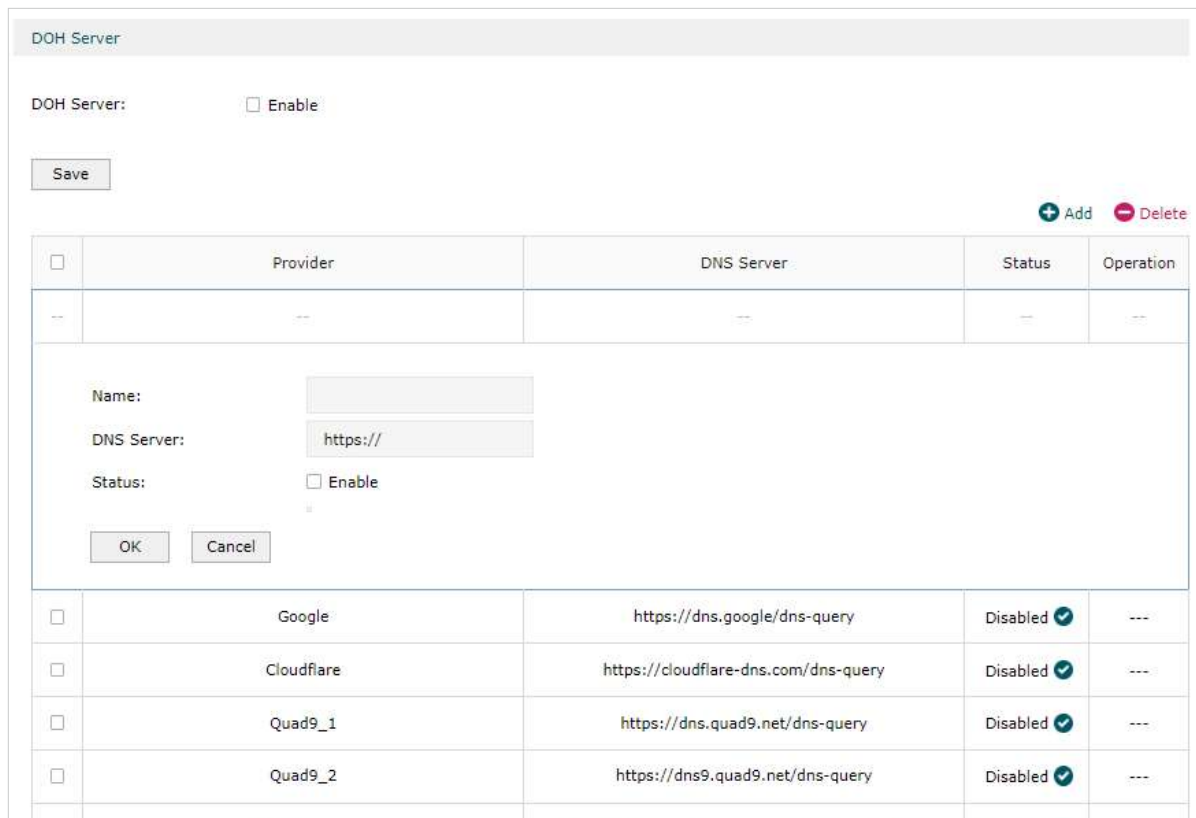 DOH Server
DOH Server: Enable
Save
Add Delete
Provider DNS Server Status Operation
-- -- -- -- --
Name:
DNS Server: https://
Status: Enable
OK Cancel
Google https://dns.google/dns-query Disabled ---
Cloudflare https://cloudflare-dns.com/dns-query Disabled ---
Quad9_1 https://dns.quad9.net/dns-query Disabled ---
Quad9_2 https://dns9.quad9.net/dns-query Disabled ---